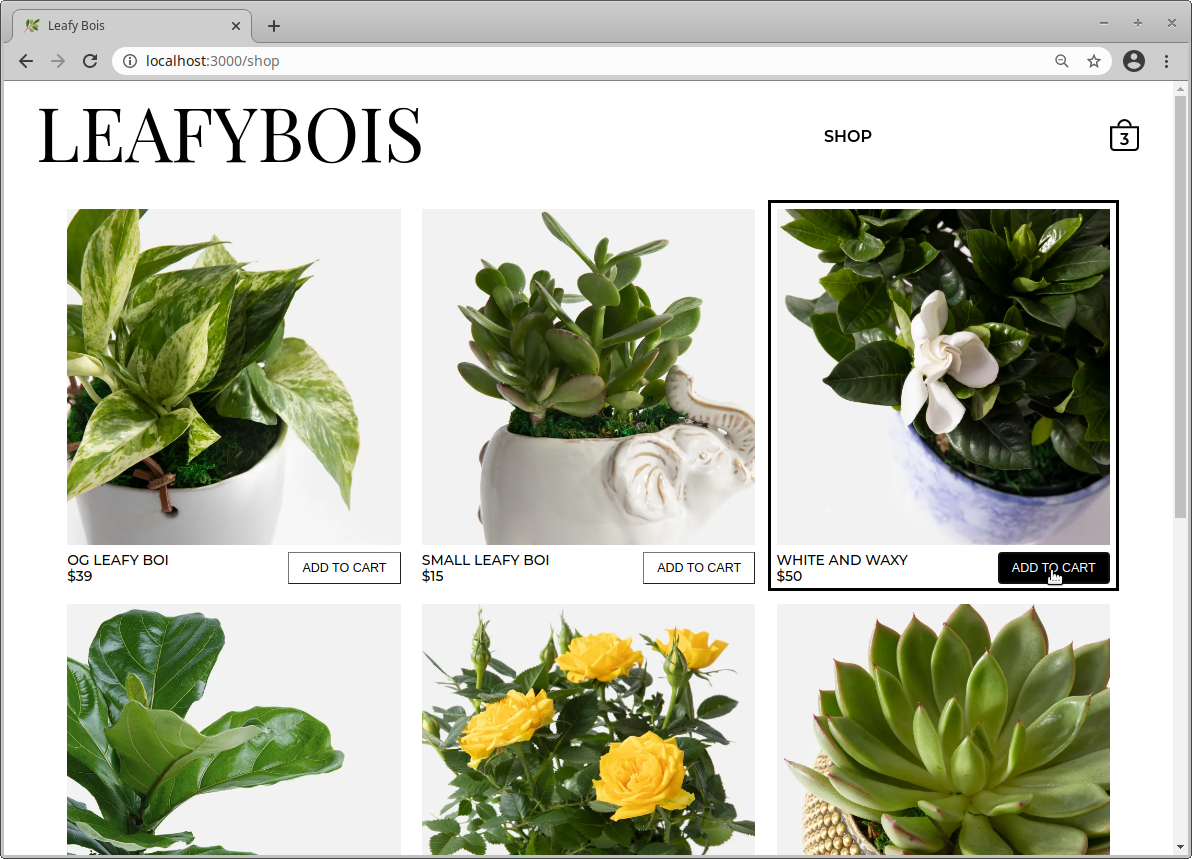 Leafy Bois
localhost:3000/shop
LEAFYBOIS
SHOP
3
OG LEAFY BOI
$39
ADD TO CART
SMALL LEAFY BOI
$15
ADD TO CART
WHITE AND WAXY
$50
ADD TO CART